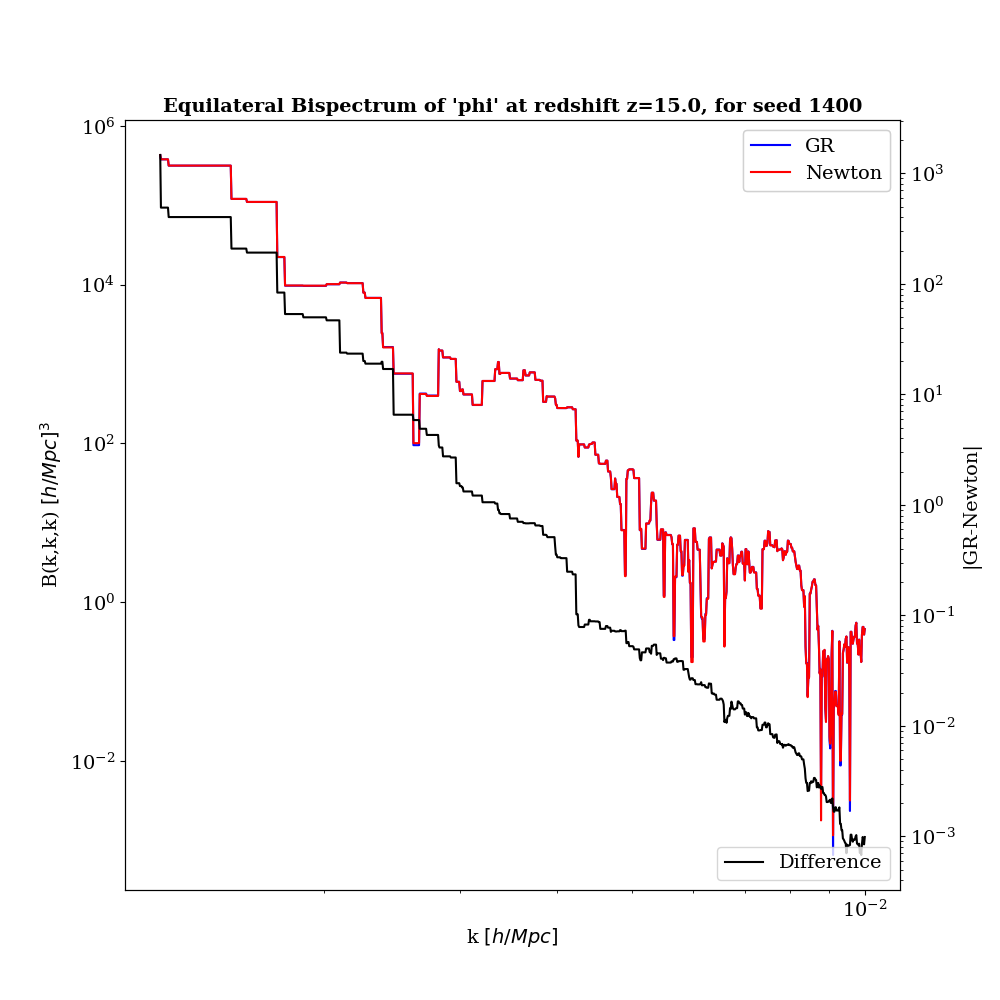 Equilateral Bispectrum of 'phi' at redshift z=15.0, for seed 1400
GR
Newton
10^6
10^4
10^2
10^0
10^-2
B(k,k,k) [h/Mpc]^3
10^3
10^2
10^1
10^0
10^-1
10^-2
10^-3
|GR-Newton|
Difference
10^-2
k [h/Mpc]